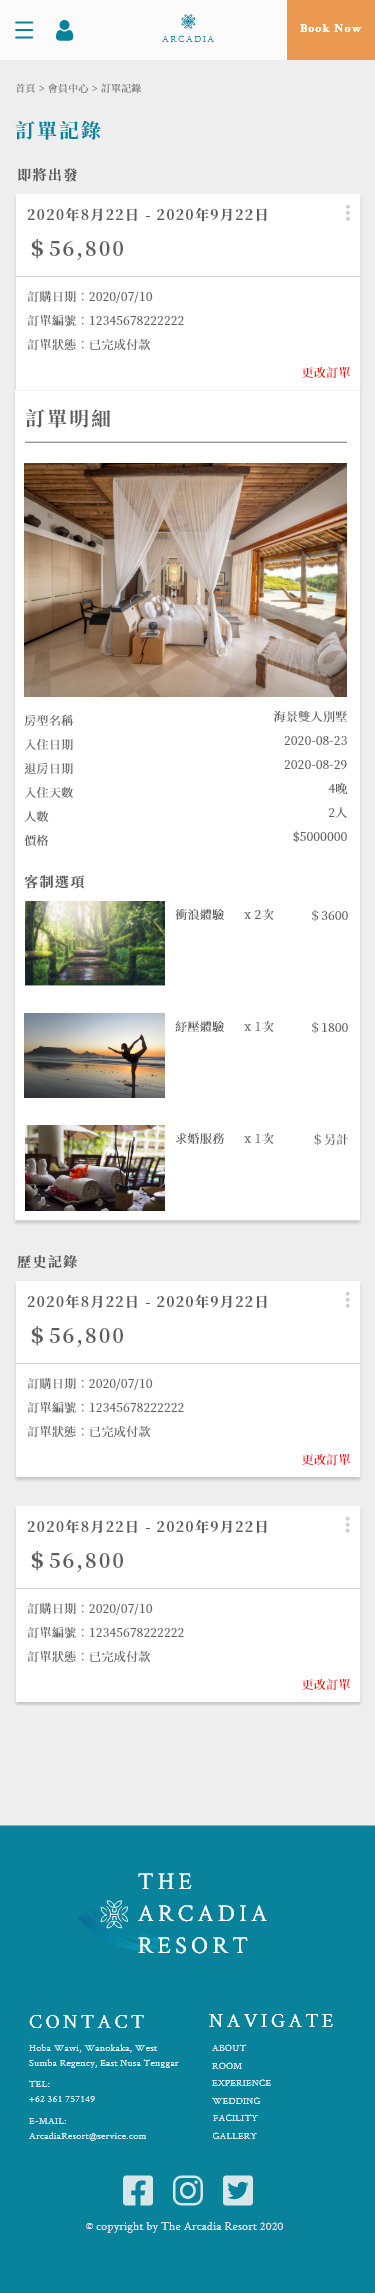 ARCADIA
Book Now
首頁 > 會員中心 > 訂單記錄
訂單記錄
即將出發
2020年8月22日 - 2020年9月22日
$ 56,800
訂購日期：2020/07/10
訂單編號：12345678222222
訂單狀態：已完成付款
更改訂單
訂單明細
房型名稱 海景雙人別墅
入住日期 2020-08-23
退房日期 2020-08-29
入住天數 4晚
人數 2人
價格 $5000000
客制選項
衝浪體驗 x 2次 $ 3600
紓壓體驗 x 1次 $ 1800
求婚服務 x 1次 $ 另計
歷史記錄
2020年8月22日 - 2020年9月22日
$ 56,800
訂購日期：2020/07/10
訂單編號：12345678222222
訂單狀態：已完成付款
更改訂單
2020年8月22日 - 2020年9月22日
$ 56,800
訂購日期：2020/07/10
訂單編號：12345678222222
訂單狀態：已完成付款
更改訂單
THE
ARCADIA
RESORT
CONTACT
Hoba Wawi, Wanokaka, West
Sumba Regency, East Nusa Tenggar
TEL:
+62 361 757149
E-MAIL:
ArcadiaResort@service.com
NAVIGATE
ABOUT
ROOM
EXPERIENCE
WEDDING
FACILITY
GALLERY
© copyright by The Arcadia Resort 2020